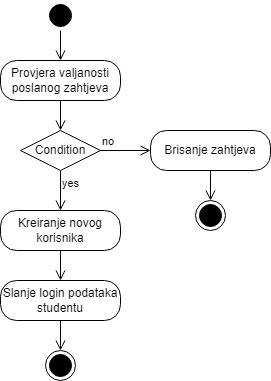 Provjera valjanosti
poslanog zahtjeva
Condition
no
Brisanje zahtjeva
yes
Kreiranje novog
korisnika
Slanje login podataka
studentu